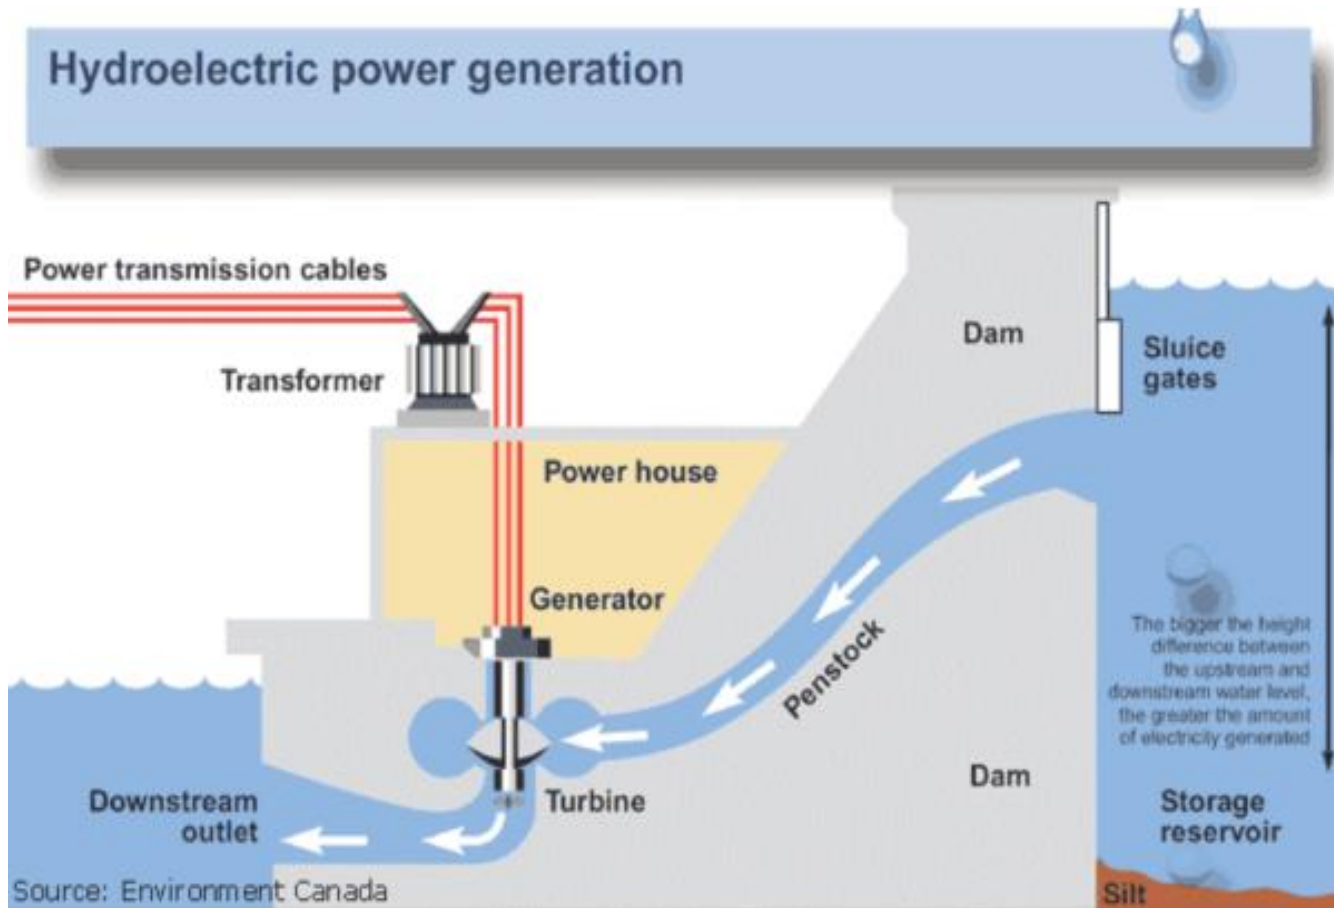 Hydroelectric power generation
Power transmission cables
Transformer
Dam
Sluice
gates
Power house
Generator
Penstock
The bigger the height
difference between
the upstream and
downstream water level,
the greater the amount
of electricity generated
Turbine
Dam
Downstream
outlet
Storage
reservoir
Silt
Source: Environment Canada